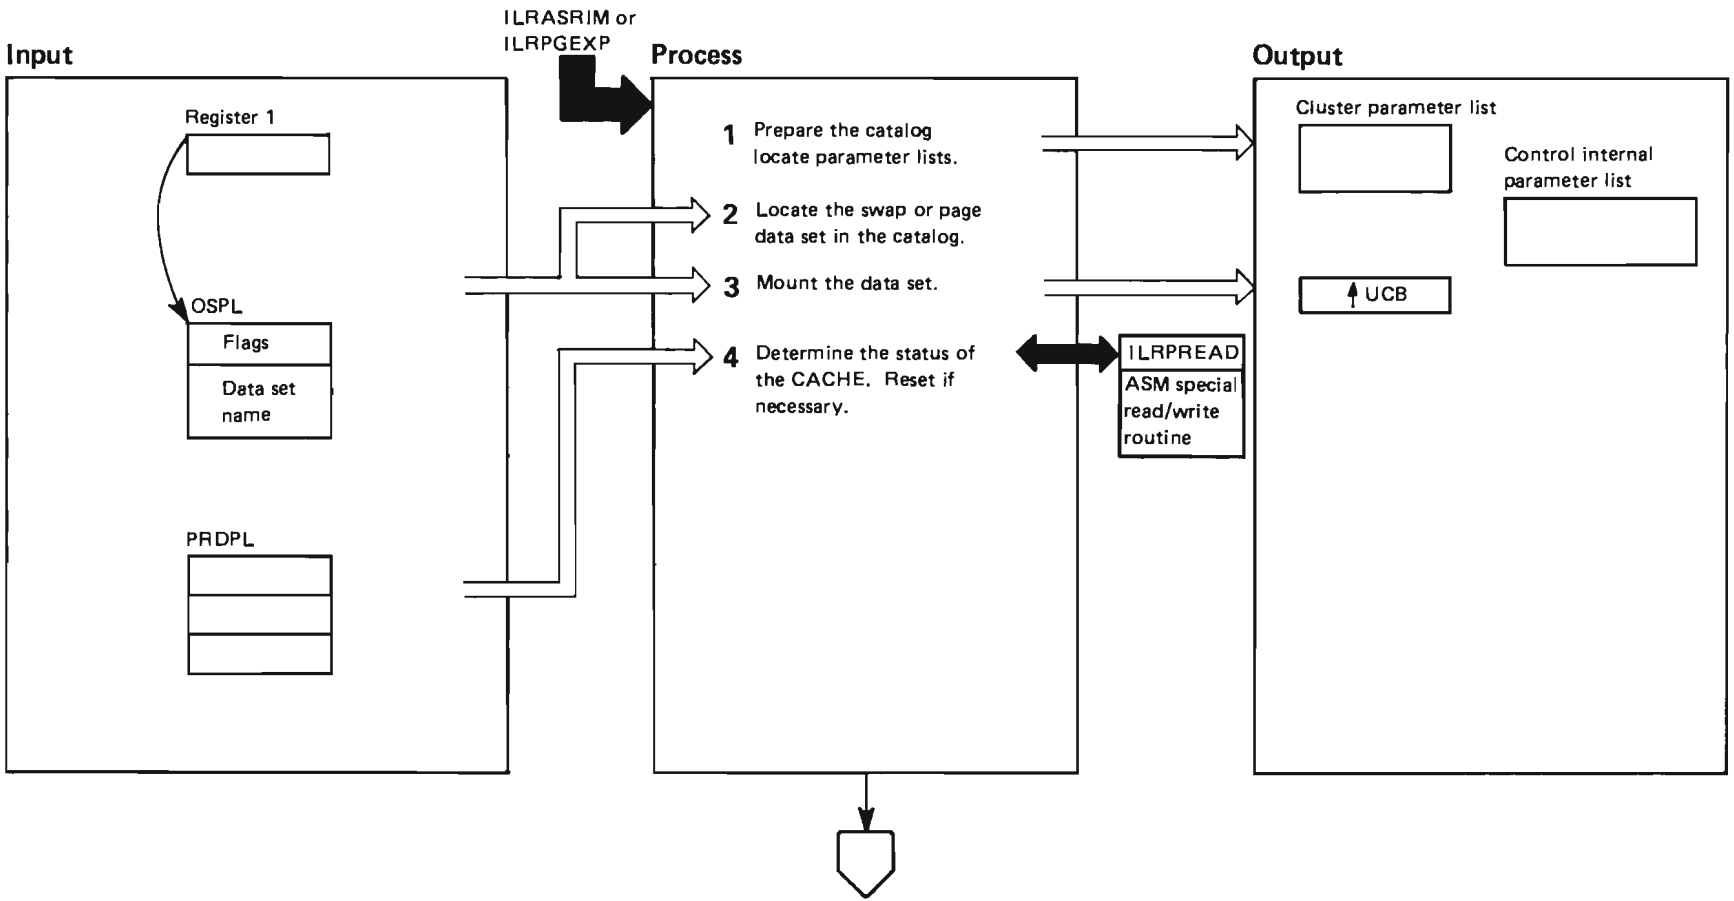 ILRASRIM or
ILRPGEXP
Input
Process
Output
Register 1
OSPL
Flags
Data set
name
PRDPL
1 Prepare the catalog
locate parameter lists.
2 Locate the swap or page
data set in the catalog.
3 Mount the data set.
4 Determine the status of
the CACHE. Reset if
necessary.
ILRPREAD
ASM special
read/write
routine
Cluster parameter list
Control internal
parameter list
UCB